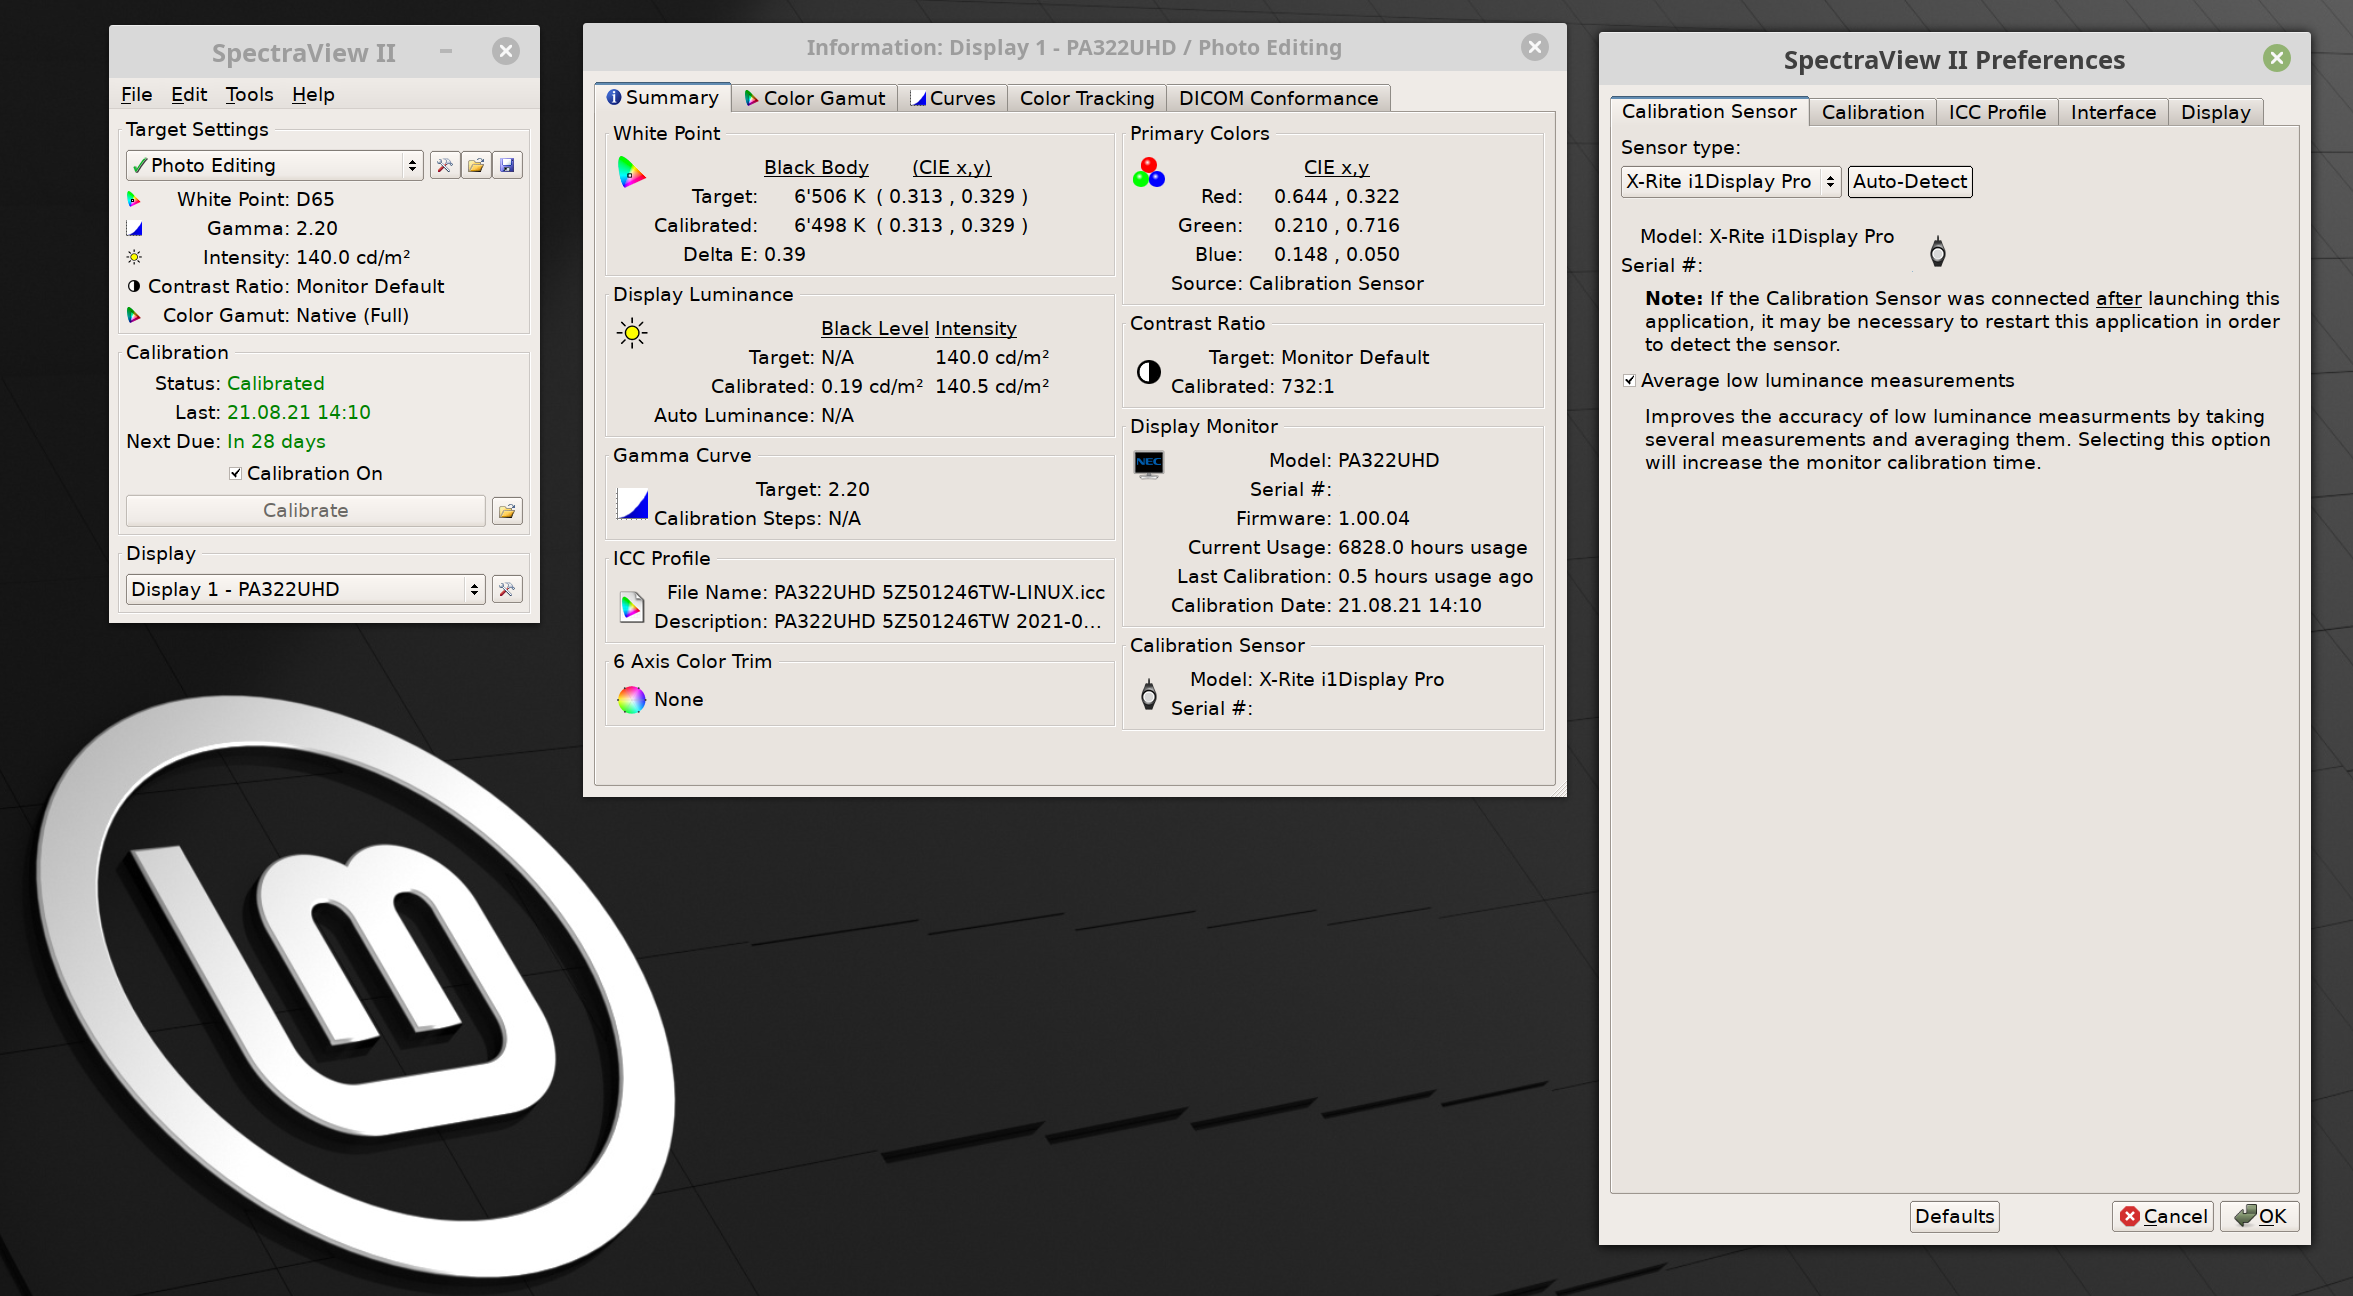 SpectraView II
File Edit Tools Help
Target Settings
Photo Editing
White Point: D65
Gamma: 2.20
Intensity: 140.0 cd/m²
Contrast Ratio: Monitor Default
Color Gamut: Native (Full)
Calibration
Status: Calibrated
Last: 21.08.21 14:10
Next Due: In 28 days
Calibration On
Calibrate
Display
Display 1 - PA322UHD
Information: Display 1 - PA322UHD / Photo Editing
Summary Color Gamut Curves Color Tracking DICOM Conformance
White Point
Black Body (CIE x,y)
Target: 6'506 K ( 0.313 , 0.329 )
Calibrated: 6'498 K ( 0.313 , 0.329 )
Delta E: 0.39
Display Luminance
Black Level Intensity
Target: N/A 140.0 cd/m²
Calibrated: 0.19 cd/m² 140.5 cd/m²
Auto Luminance: N/A
Gamma Curve
Target: 2.20
Calibration Steps: N/A
ICC Profile
File Name: PA322UHD 5Z501246TW-LINUX.icc
Description: PA322UHD 5Z501246TW 2021-0...
6 Axis Color Trim
None
Primary Colors
CIE x,y
Red: 0.644 , 0.322
Green: 0.210 , 0.716
Blue: 0.148 , 0.050
Source: Calibration Sensor
Contrast Ratio
Target: Monitor Default
Calibrated: 732:1
Display Monitor
NEC
Model: PA322UHD
Serial #:
Firmware: 1.00.04
Current Usage: 6828.0 hours usage
Last Calibration: 0.5 hours usage ago
Calibration Date: 21.08.21 14:10
Calibration Sensor
Model: X-Rite i1Display Pro
Serial #:
SpectraView II Preferences
Calibration Sensor Calibration ICC Profile Interface Display
Sensor type:
X-Rite i1Display Pro Auto-Detect
Model: X-Rite i1Display Pro
Serial #:
Note: If the Calibration Sensor was connected after launching this
application, it may be necessary to restart this application in order
to detect the sensor.
Average low luminance measurements
Improves the accuracy of low luminance measurments by taking
several measurements and averaging them. Selecting this option
will increase the monitor calibration time.
Defaults Cancel OK